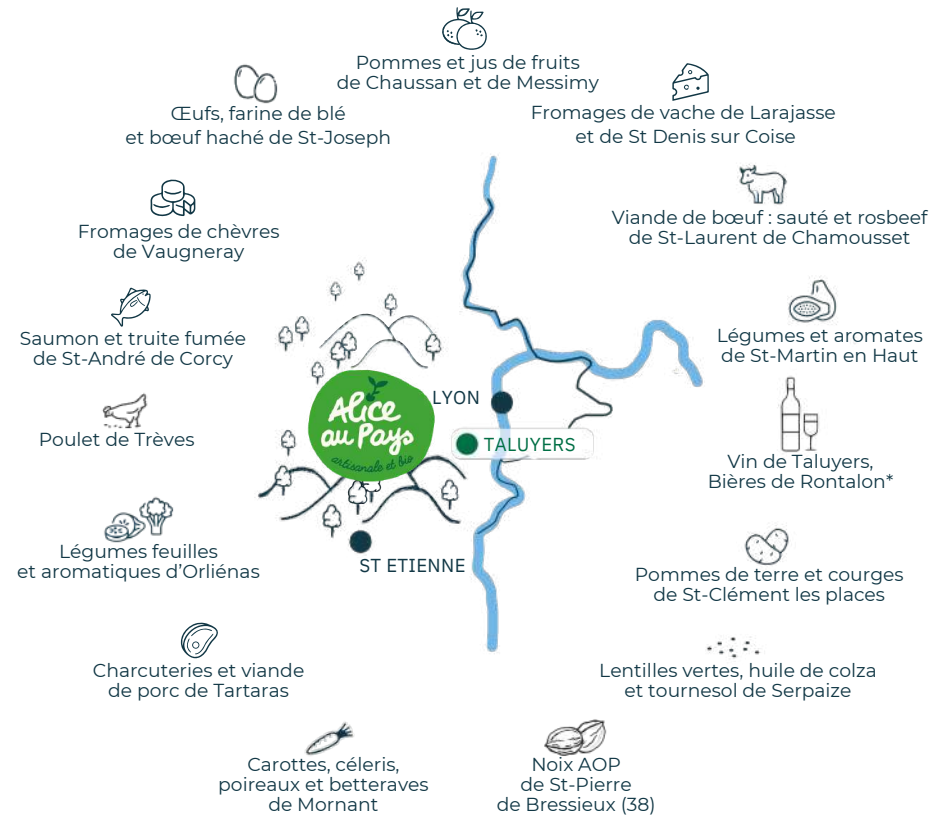 Pommes et jus de fruits
de Chaussan et de Messimy
Œufs, farine de blé
et bœuf haché de St-Joseph
Fromages de vache de Larajasse
et de St Denis sur Coise
Fromages de chèvres
de Vaugneray
Viande de bœuf : sauté et rosbeef
de St-Laurent de Chamousset
Saumon et truite fumée
de St-André de Corcy
Légumes et aromates
de St-Martin en Haut
Alice
au Pays
artisanale et bio
LYON
TALUYERS
ST ETIENNE
Poulet de Trèves
Vin de Taluyers,
Bières de Rontalon*
Légumes feuilles
et aromatiques d’Orliénas
Pommes de terre et courges
de St-Clément les places
Charcuteries et viande
de porc de Tartaras
Lentilles vertes, huile de colza
et tournesol de Serpaize
Carottes, céleris,
poireaux et betteraves
de Mornant
Noix AOP
de St-Pierre
de Bressieux (38)